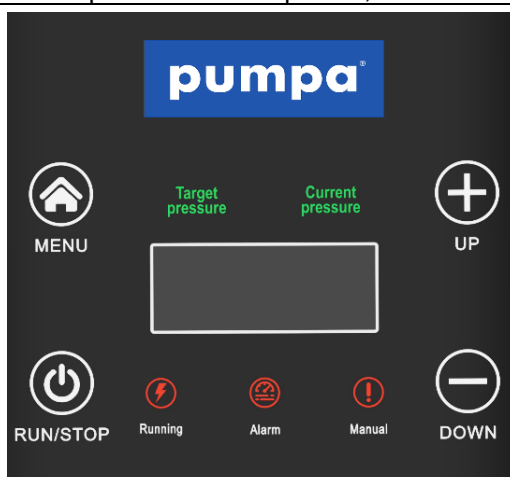 pumpa®
Target pressure
Current pressure
MENU
UP
RUN/STOP
Running
Alarm
Manual
DOWN